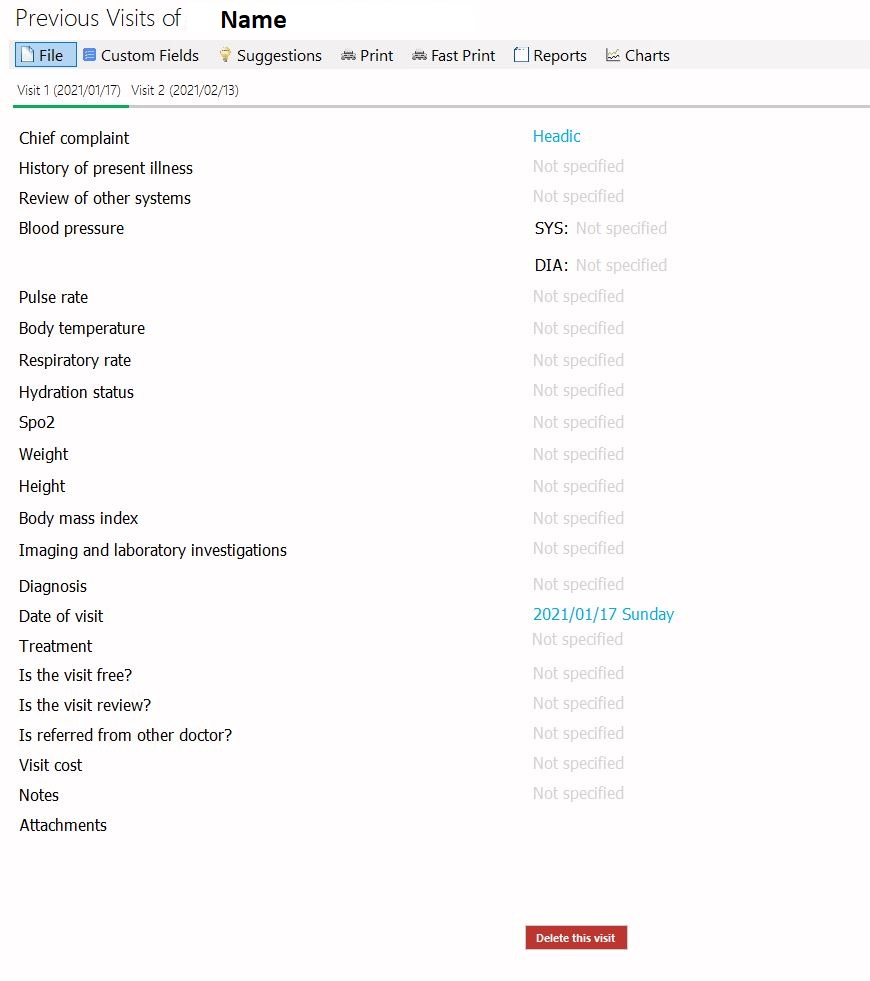 Previous Visits of Name
File Custom Fields Suggestions Print Fast Print Reports Charts
Visit 1 (2021/01/17) Visit 2 (2021/02/13)
Chief complaint Headic
History of present illness Not specified
Review of other systems Not specified
Blood pressure SYS: Not specified
DIA: Not specified
Pulse rate Not specified
Body temperature Not specified
Respiratory rate Not specified
Hydration status Not specified
Spo2 Not specified
Weight Not specified
Height Not specified
Body mass index Not specified
Imaging and laboratory investigations Not specified
Diagnosis Not specified
Date of visit 2021/01/17 Sunday
Treatment Not specified
Is the visit free? Not specified
Is the visit review? Not specified
Is referred from other doctor? Not specified
Visit cost Not specified
Notes Not specified
Attachments
Delete this visit